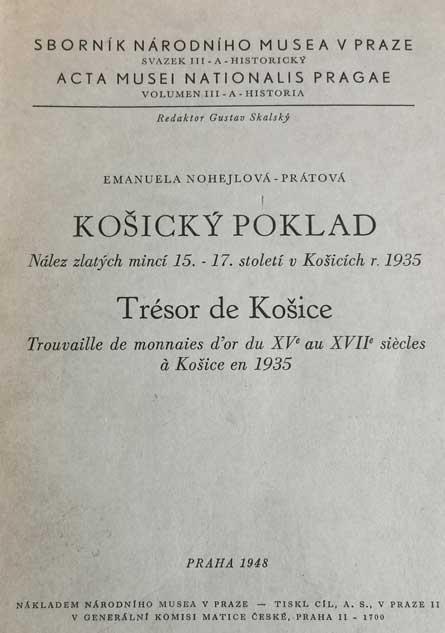 SBORNÍK NÁRODNÍHO MUSEA V PRAZE
SVAZEK III - A - HISTORICKÝ
ACTA MUSEI NATIONALIS PRAGAE
VOLUMEN III - A - HISTORIA
Redaktor Gustav Skalský
EMANUELA NOHEJLOVÁ - PRÁTOVÁ
KOŠICKÝ POKLAD
Nález zlatých mincí 15. - 17. století v Košicích r. 1935
Trésor de Košice
Trouvaille de monnaies d'or du XVe au XVIIe siècles
à Košice en 1935
PRAHA 1948
NÁKLADEM NÁRODNÍHO MUSEA V PRAZE — TISKL CÍL, A. S., V PRAZE II
V GENERÁLNÍ KOMISI MATICE ČESKÉ, PRAHA II - 1700